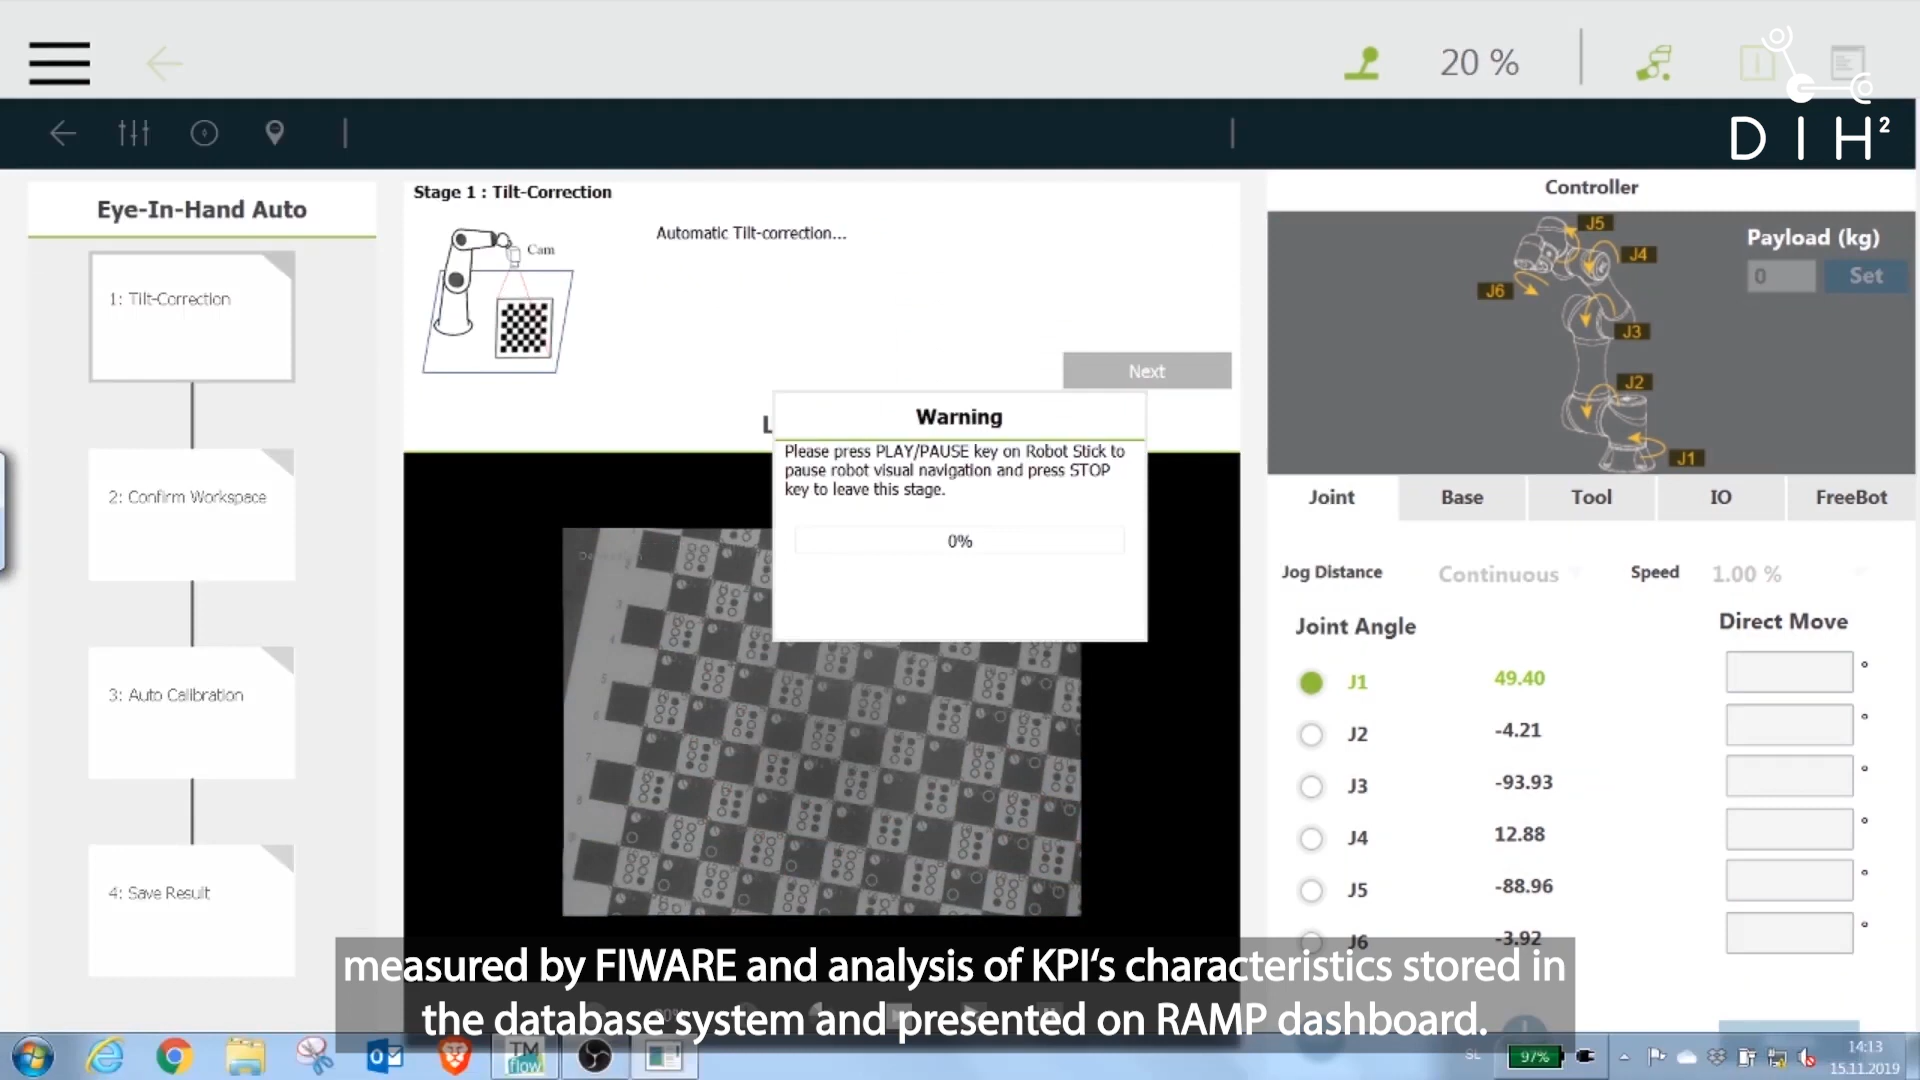 20 %
DIH²
Eye-In-Hand Auto
1: Tilt-Correction
2: Confirm Workspace
3: Auto Calibration
4: Save Result
Stage 1 : Tilt-Correction
Cam
Automatic Tilt-correction...
Next
Warning
Please press PLAY/PAUSE key on Robot Stick to
pause robot visual navigation and press STOP
key to leave this stage.
0%
Controller
J5
J4
J6
J3
J2
J1
Payload (kg)
0
Set
Joint Base Tool IO FreeBot
Jog Distance Continuous Speed 1.00 %
Joint Angle
Direct Move
J1 49.40 °
J2 -4.21 °
J3 -93.93 °
J4 12.88 °
J5 -88.96 °
J6 -3.92 °
measured by FIWARE and analysis of KPI‘s characteristics stored in
the database system and presented on RAMP dashboard.
TM
flow
SL
97%
14:13
15.11.2019